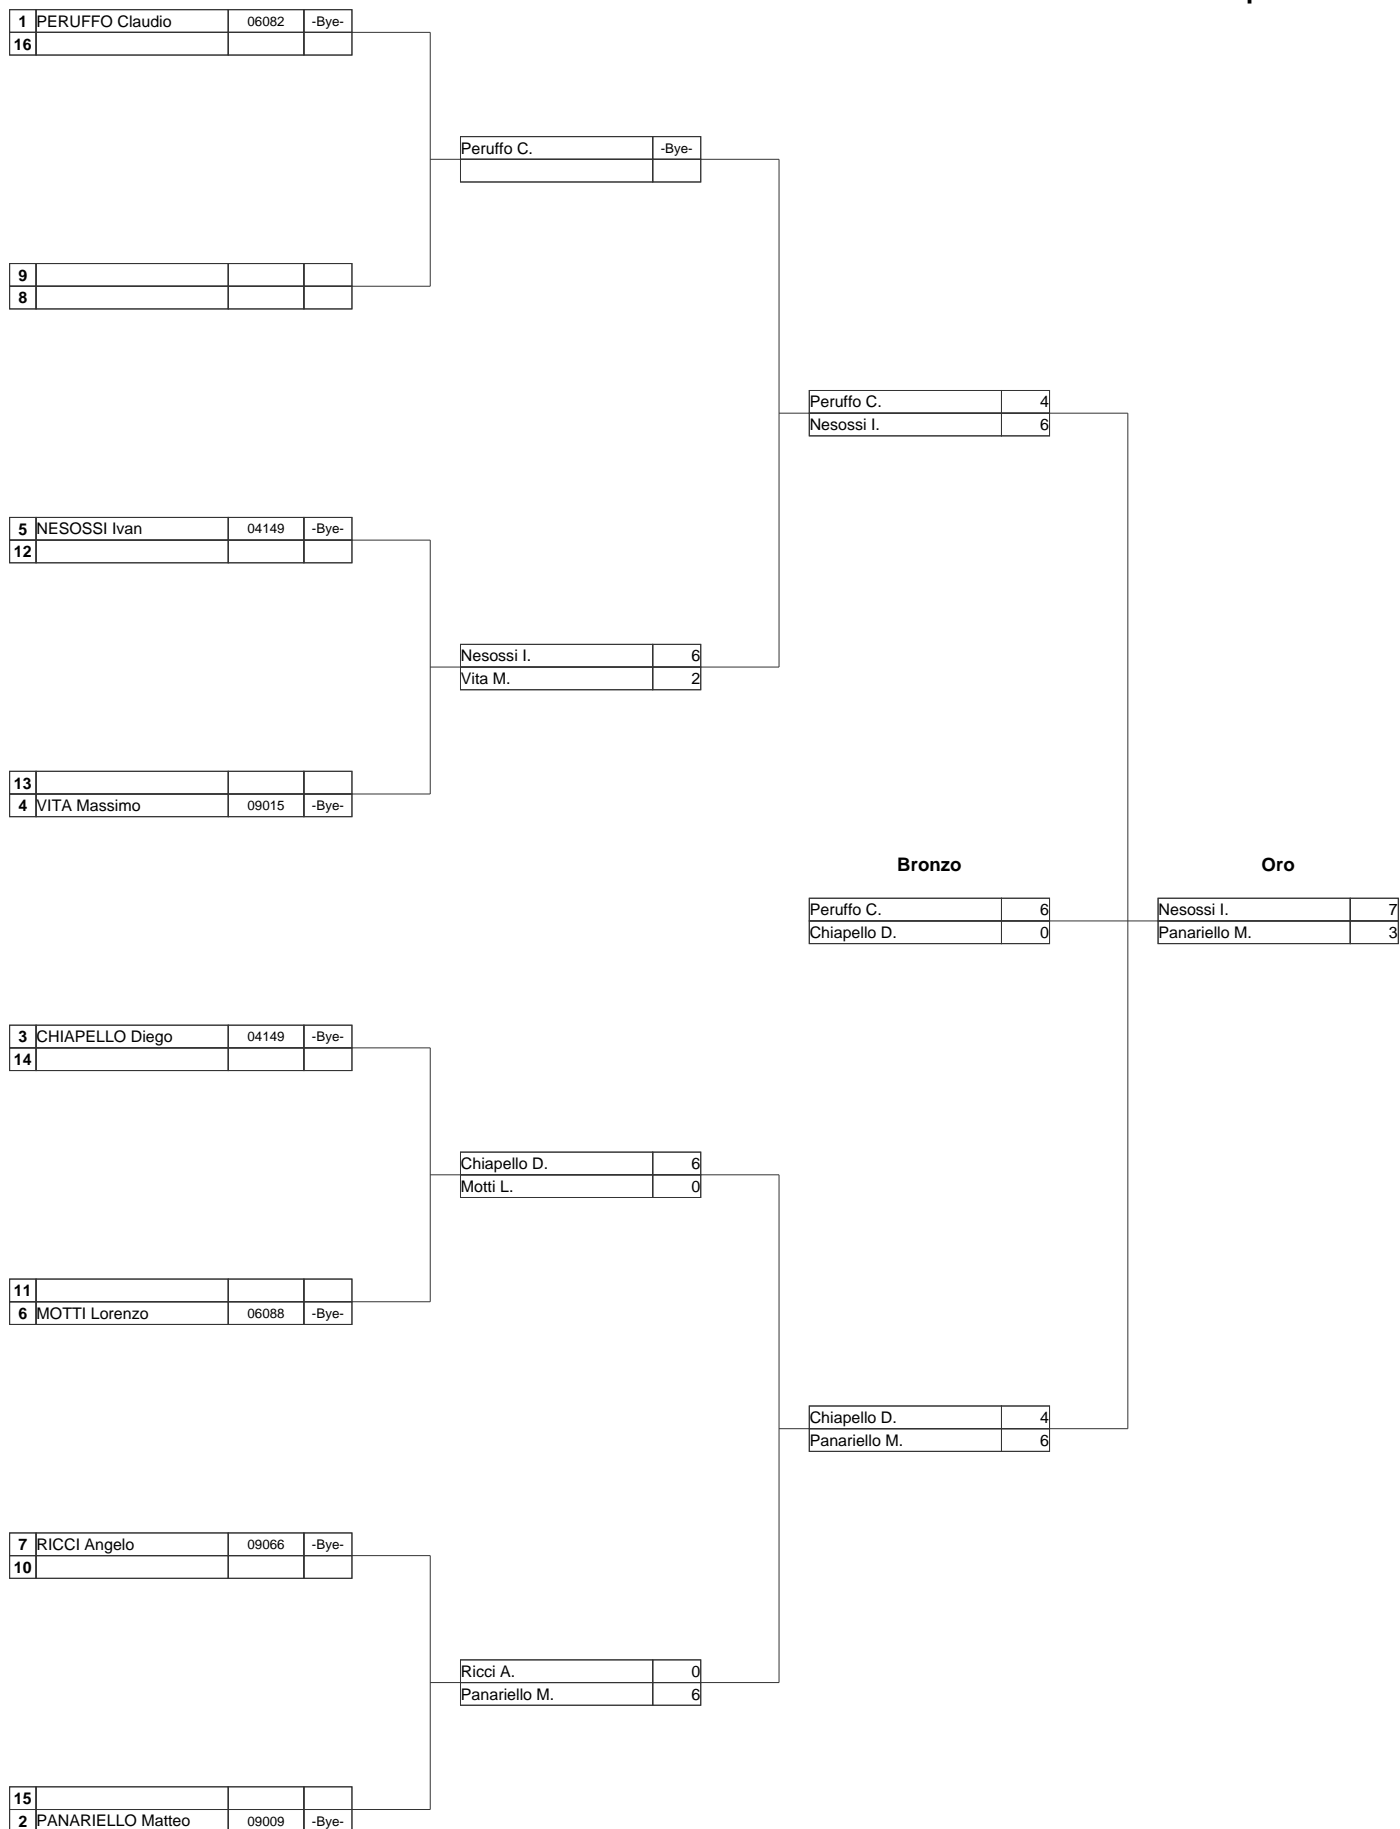 1 PERUFFO Claudio 06082 -Bye-
16
Peruffo C. -Bye-
9
8
Peruffo C. 4
Nesossi I. 6
5 NESOSSI Ivan 04149 -Bye-
12
Nesossi I. 6
Vita M. 2
13
4 VITA Massimo 09015 -Bye-
Bronzo
Oro
Peruffo C. 6
Chiapello D. 0
Nesossi I. 7
Panariello M. 3
3 CHIAPELLO Diego 04149 -Bye-
14
Chiapello D. 6
Motti L. 0
11
6 MOTTI Lorenzo 06088 -Bye-
Chiapello D. 4
Panariello M. 6
7 RICCI Angelo 09066 -Bye-
10
Ricci A. 0
Panariello M. 6
15
2 PANARIELLO Matteo 09009 -Bye-